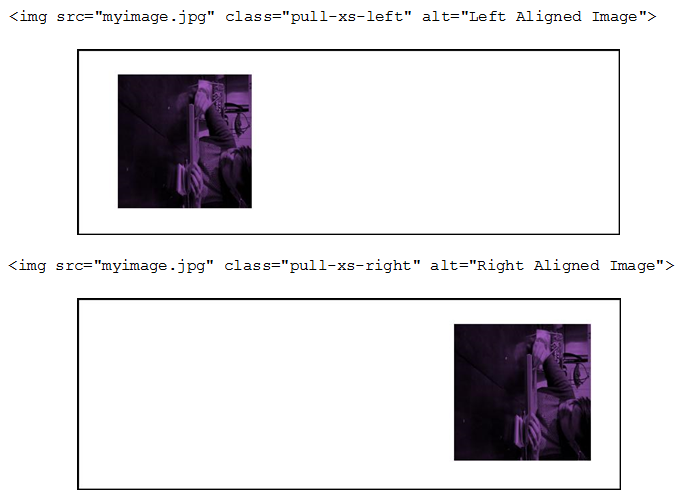 <img src="myimage.jpg" class="pull-xs-left" alt="Left Aligned Image">
<img src="myimage.jpg" class="pull-xs-right" alt="Right Aligned Image">